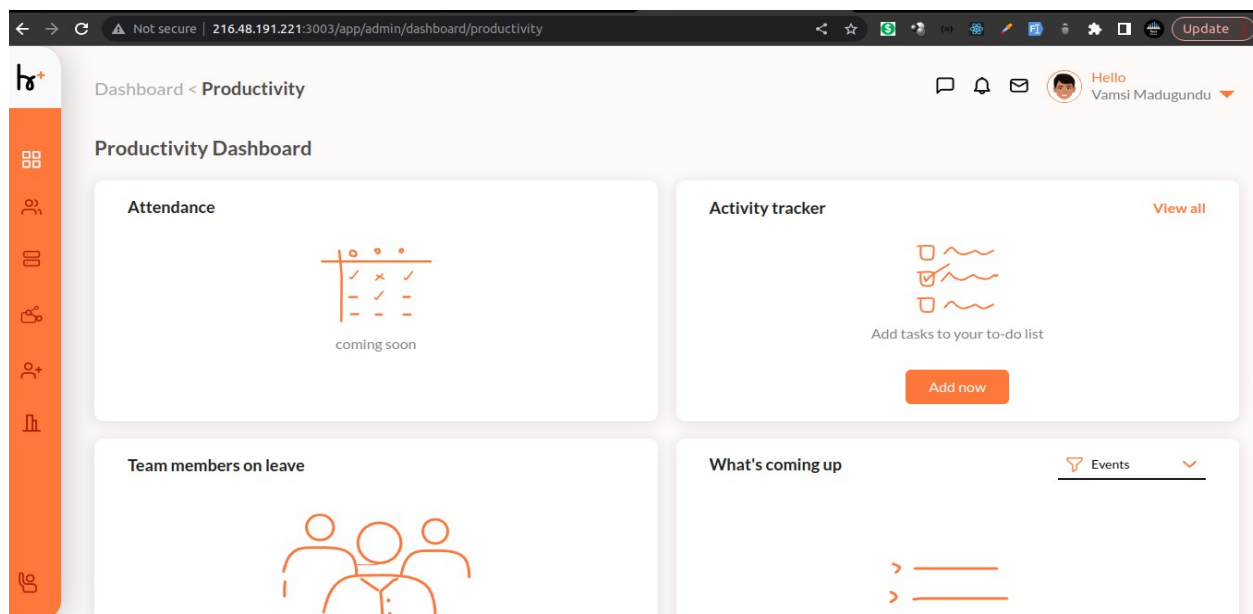 Not secure | 216.48.191.221:3003/app/admin/dashboard/productivity
Update
hr+
Dashboard < Productivity
Hello
Vamsi Madugundu
Productivity Dashboard
Attendance
coming soon
Activity tracker
View all
Add tasks to your to-do list
Add now
Team members on leave
What's coming up
Events